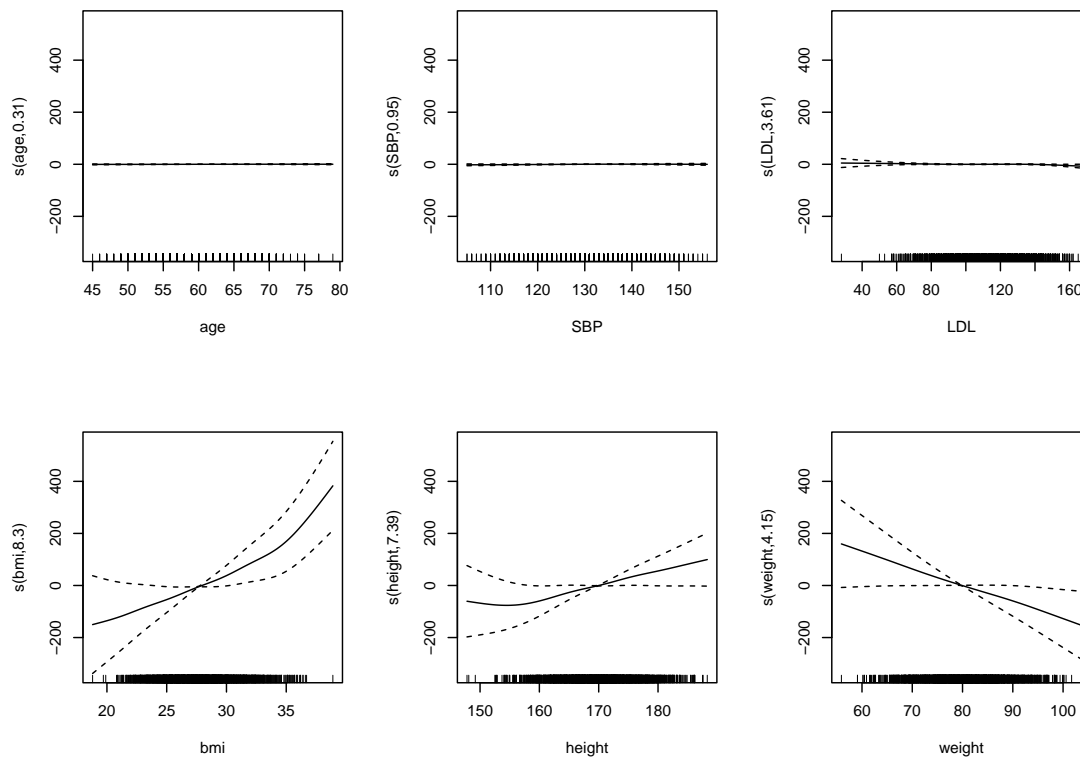 s(age,0.31)
−200
0
200
400
45 50 55 60 65 70 75 80
age
s(SBP,0.95)
−200
0
200
400
110 120 130 140 150
SBP
s(LDL,3.61)
−200
0
200
400
40 60 80 120 160
LDL
s(bmi,8.3)
−200
0
200
400
20 25 30 35
bmi
s(height,7.39)
−200
0
200
400
150 160 170 180
height
s(weight,4.15)
−200
0
200
400
60 70 80 90 100
weight